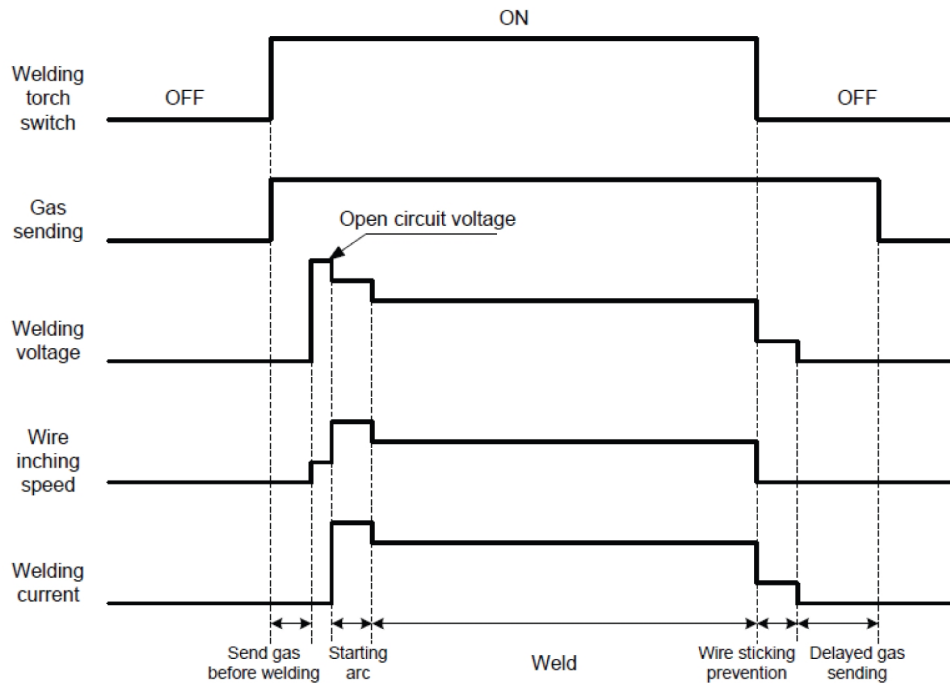 ON
Welding
torch
switch
OFF
OFF
Gas
sending
Open circuit voltage
Welding
voltage
Wire
inching
speed
Welding
current
Send gas
before welding
Starting
arc
Weld
Wire sticking
prevention
Delayed gas
sending